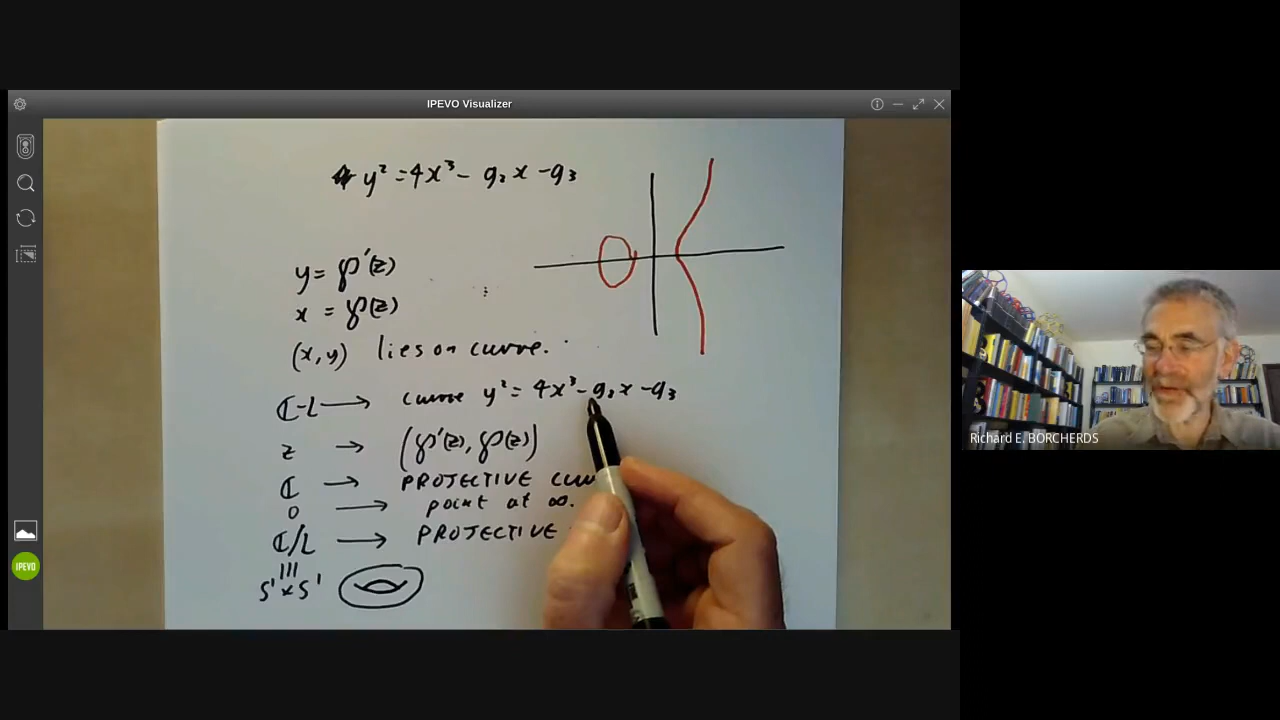 IPEVO Visualizer
y² = 4x³ - g₂x - g₃
y = ℘'(z)
x = ℘(z)
(x, y) lies on curve.
ℂ-L → curve y² = 4x³ - g₂x - g₃
z → (℘'(z), ℘(z))
ℂ → PROJECTIVE
0 → point at ∞.
ℂ/L → PROJECTIVE
S¹ × S¹
IPEVO
Richard E. BORCHERDS